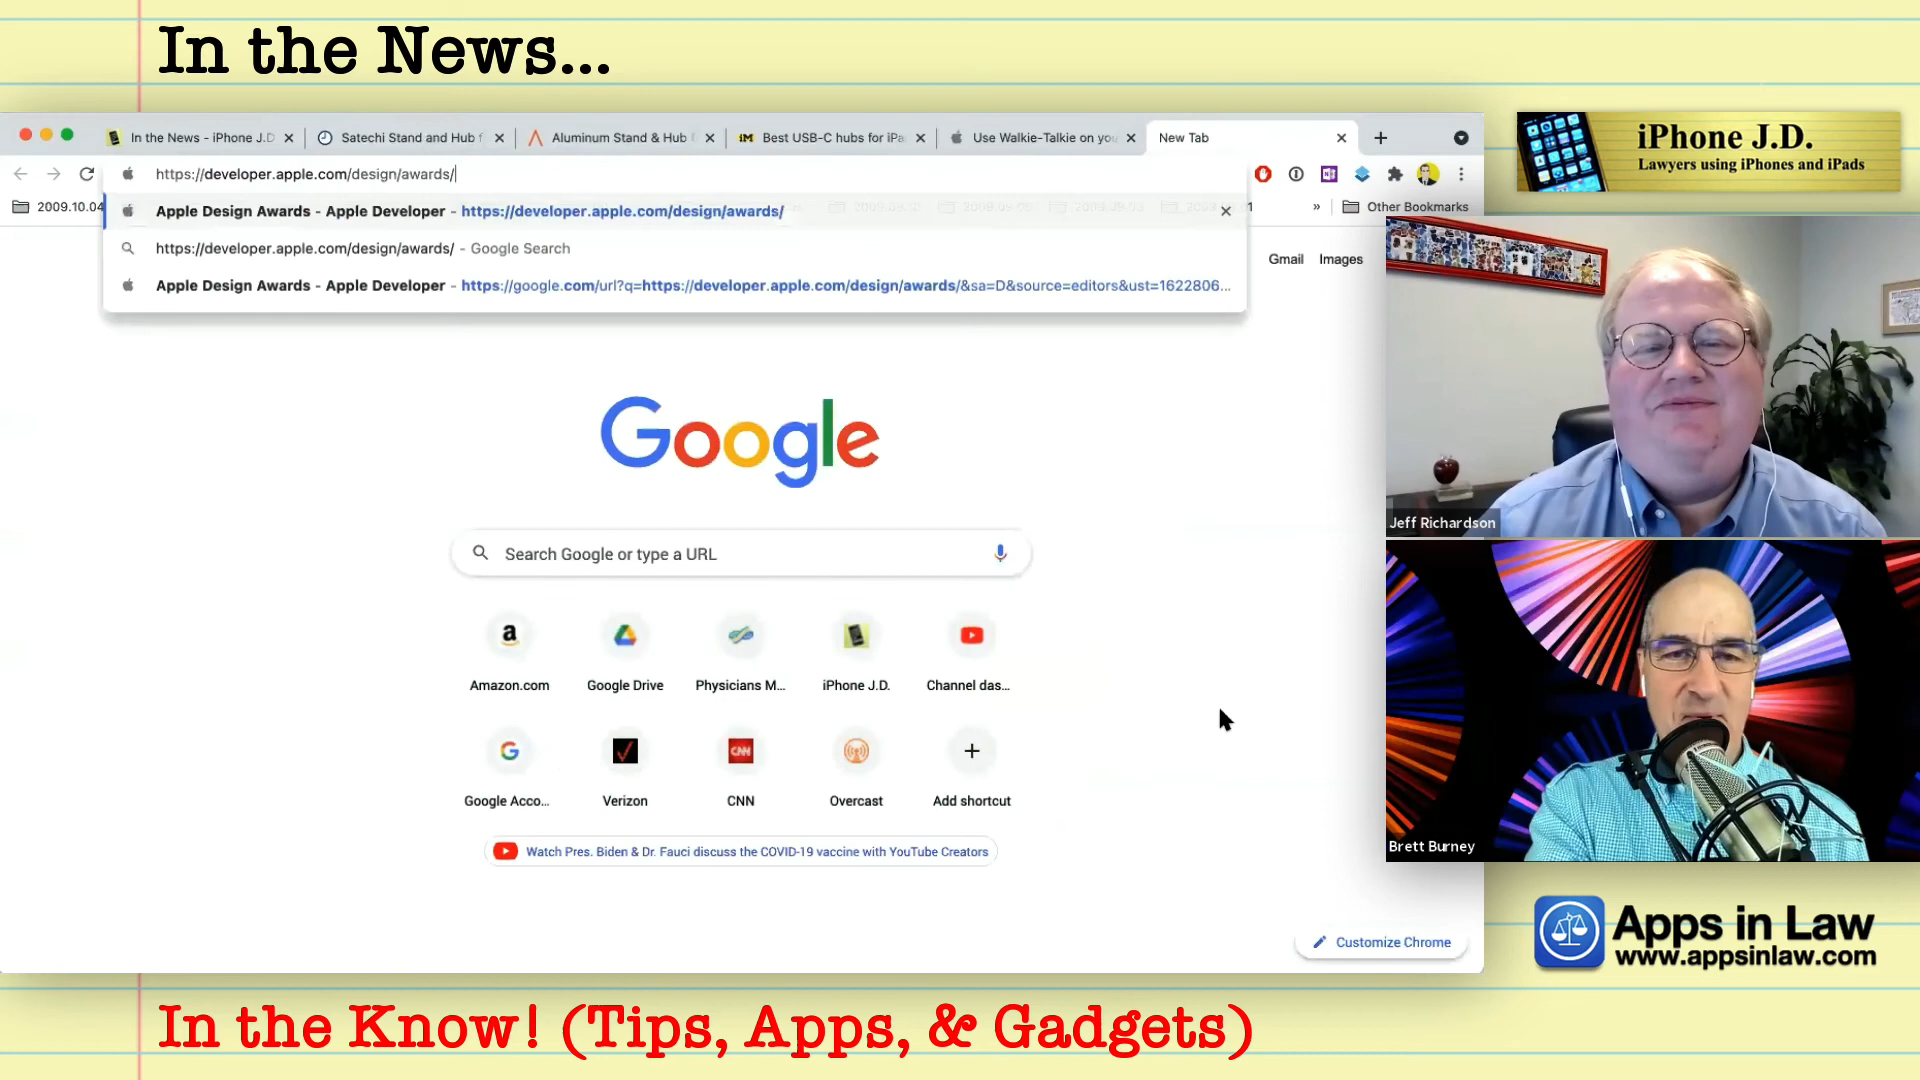 In the News...
In the News - iPhone J.D
Satechi Stand and Hub f
Aluminum Stand & Hub
Best USB-C hubs for iPa
Use Walkie-Talkie on you
New Tab
https://developer.apple.com/design/awards/
2009.10.04
Other Bookmarks
Apple Design Awards - Apple Developer - https://developer.apple.com/design/awards/
https://developer.apple.com/design/awards/ - Google Search
Apple Design Awards - Apple Developer - https://google.com/url?q=https://developer.apple.com/design/awards/&sa=D&source=editors&ust=1622806...
Gmail
Images
Google
Search Google or type a URL
Amazon.com
Google Drive
Physicians M...
iPhone J.D.
Channel das...
Google Acco...
Verizon
CNN
Overcast
Add shortcut
Watch Pres. Biden & Dr. Fauci discuss the COVID-19 vaccine with YouTube Creators
Customize Chrome
iPhone J.D.
Lawyers using iPhones and iPads
Jeff Richardson
Brett Burney
Apps in Law
www.appsinlaw.com
In the Know! (Tips, Apps, & Gadgets)